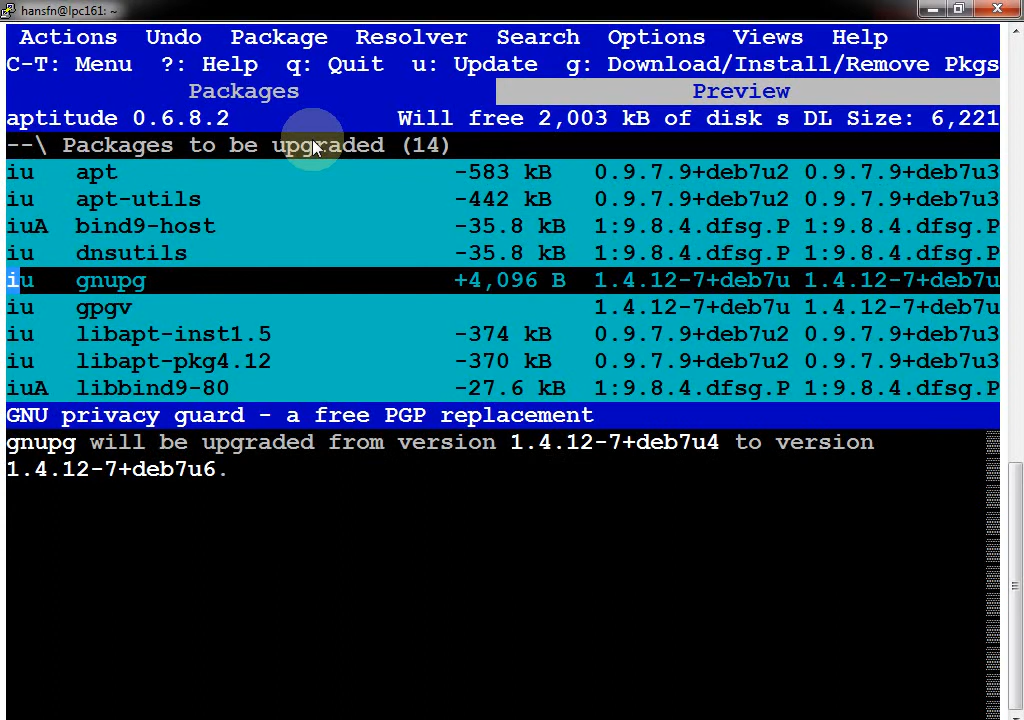 hansfn@lpc161: ~
Actions Undo Package Resolver Search Options Views Help
C-T: Menu ?: Help q: Quit u: Update g: Download/Install/Remove Pkgs
Packages Preview
aptitude 0.6.8.2 Will free 2,003 kB of disk s DL Size: 6,221
--\ Packages to be upgraded (14)
iu apt -583 kB 0.9.7.9+deb7u2 0.9.7.9+deb7u3
iu apt-utils -442 kB 0.9.7.9+deb7u2 0.9.7.9+deb7u3
iuA bind9-host -35.8 kB 1:9.8.4.dfsg.P 1:9.8.4.dfsg.P
iu dnsutils -35.8 kB 1:9.8.4.dfsg.P 1:9.8.4.dfsg.P
iu gnupg +4,096 B 1.4.12-7+deb7u 1.4.12-7+deb7u
iu gpgv 1.4.12-7+deb7u 1.4.12-7+deb7u
iu libapt-inst1.5 -374 kB 0.9.7.9+deb7u2 0.9.7.9+deb7u3
iu libapt-pkg4.12 -370 kB 0.9.7.9+deb7u2 0.9.7.9+deb7u3
iuA libbind9-80 -27.6 kB 1:9.8.4.dfsg.P 1:9.8.4.dfsg.P
GNU privacy guard - a free PGP replacement
gnupg will be upgraded from version 1.4.12-7+deb7u4 to version
1.4.12-7+deb7u6.